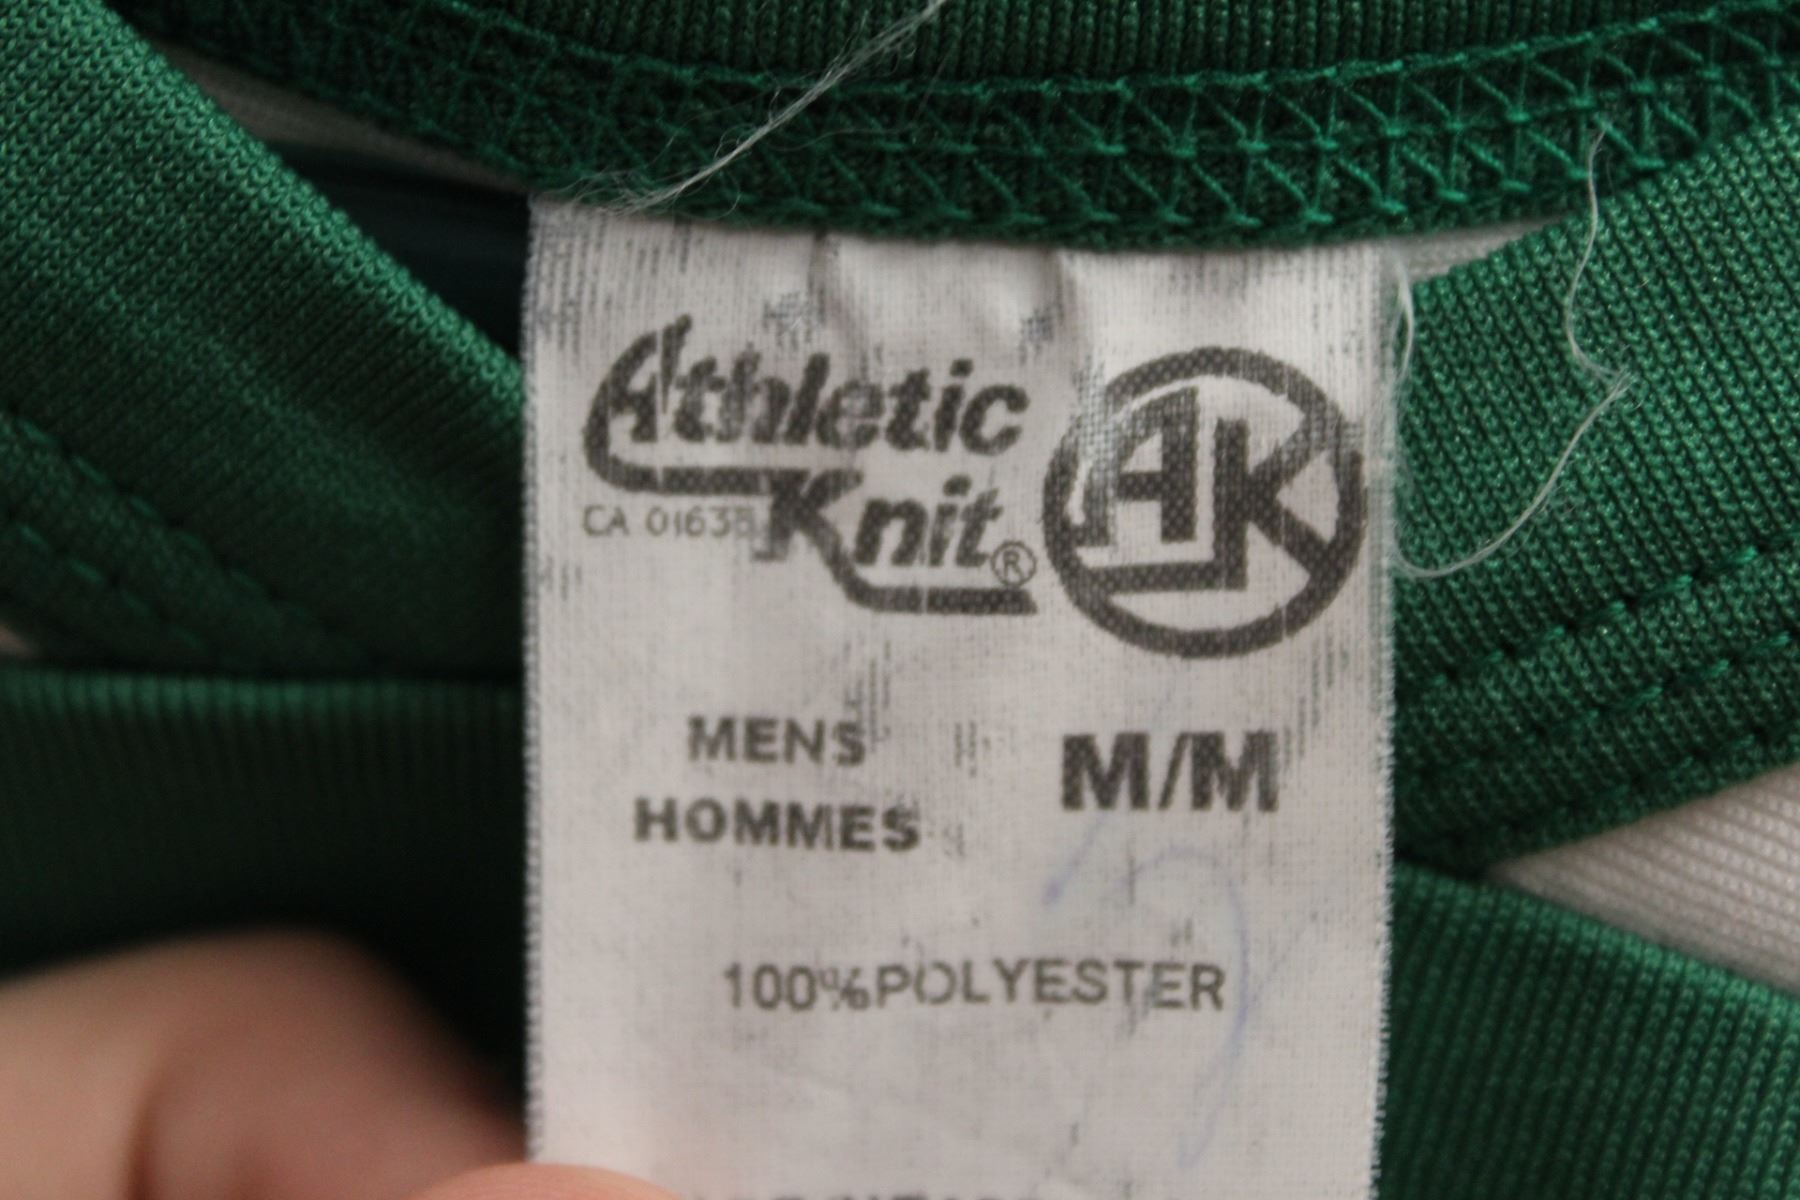 Athletic
Knit®
CA 01638
AK
MENS
HOMMES
M/M
100%POLYESTER